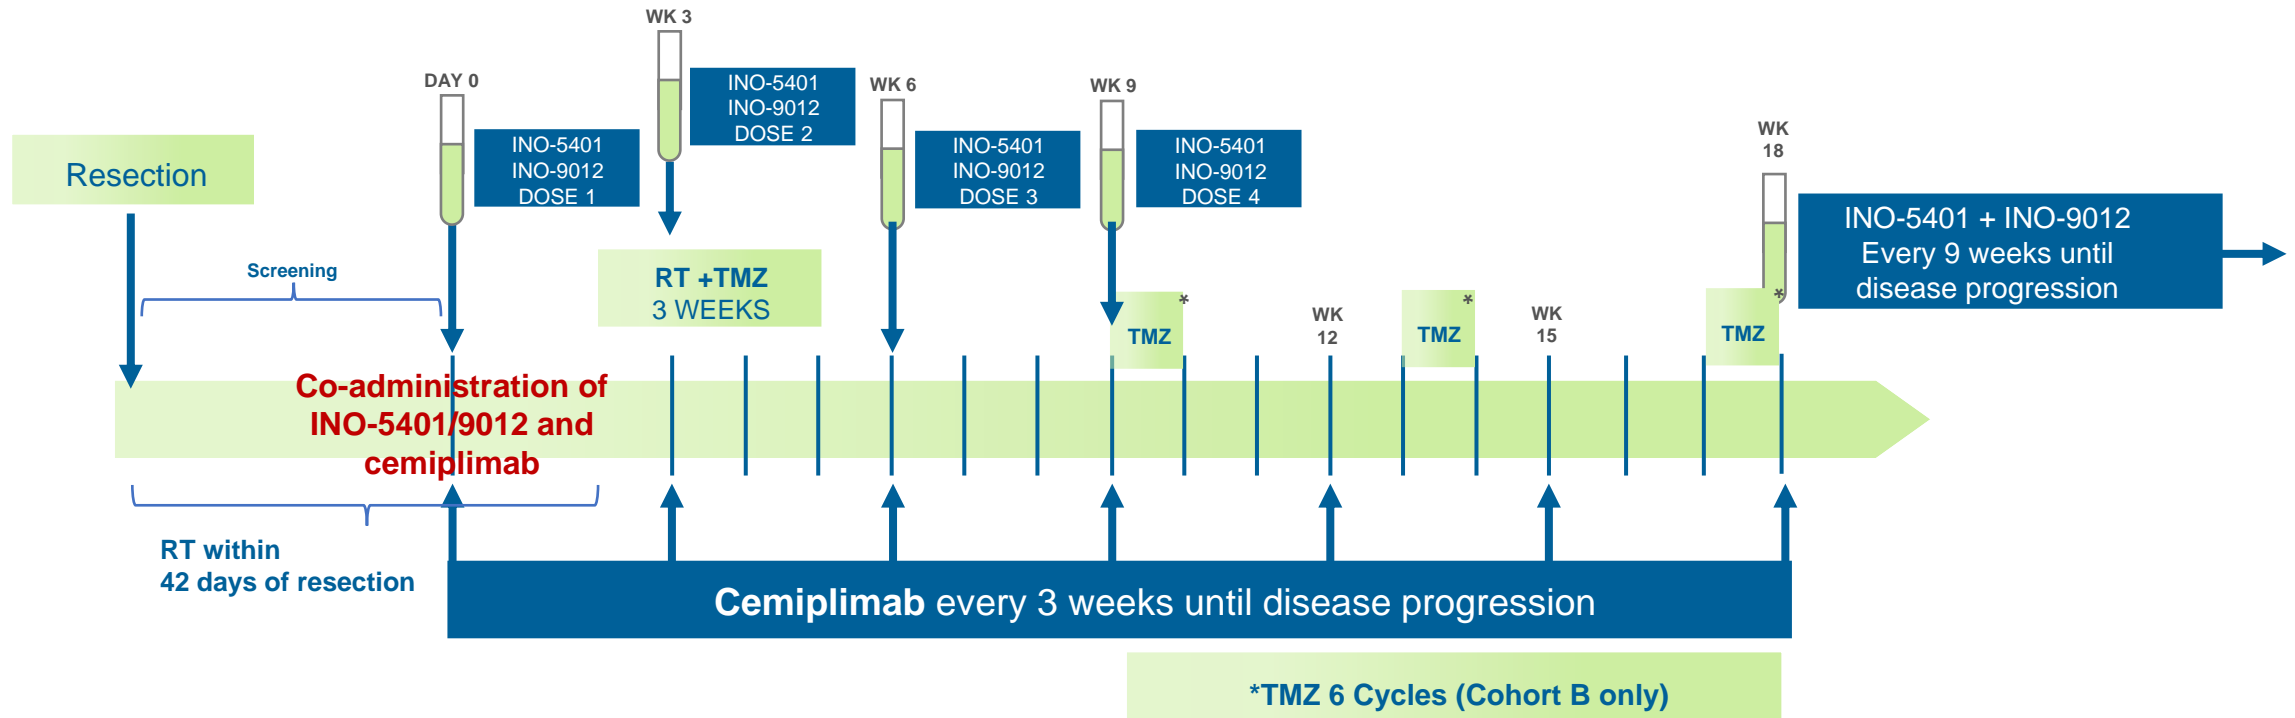 Resection
Screening
DAY 0
INO-5401
INO-9012
DOSE 1
WK 3
INO-5401
INO-9012
DOSE 2
RT +TMZ
3 WEEKS
WK 6
INO-5401
INO-9012
DOSE 3
WK 9
INO-5401
INO-9012
DOSE 4
TMZ
*
WK
12
TMZ
*
WK
15
TMZ
*
WK
18
INO-5401 + INO-9012
Every 9 weeks until
disease progression
Co-administration of
INO-5401/9012 and
cemiplimab
RT within
42 days of resection
Cemiplimab every 3 weeks until disease progression
*TMZ 6 Cycles (Cohort B only)